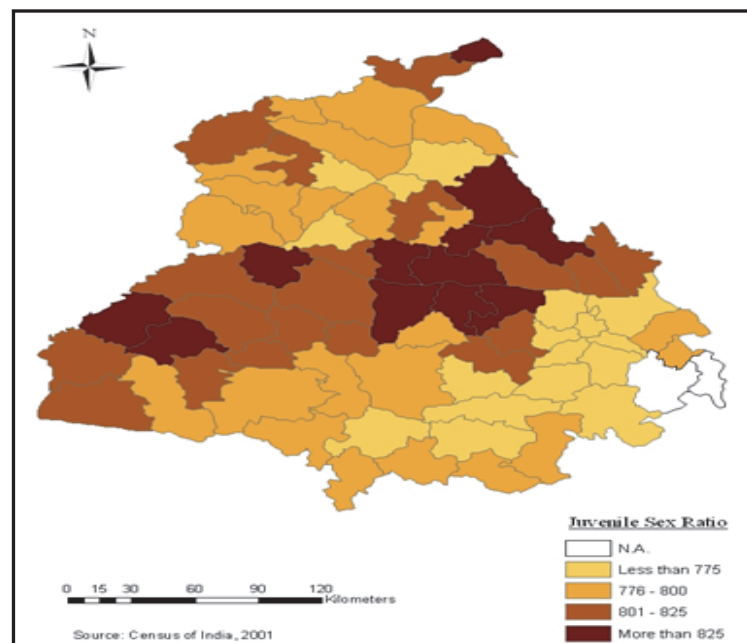 N
Juvenile Sex Ratio
N.A.
Less than 775
776 - 800
801 - 825
More than 825
0 15 30 60 90 120
Kilometers
Source: Census of India, 2001